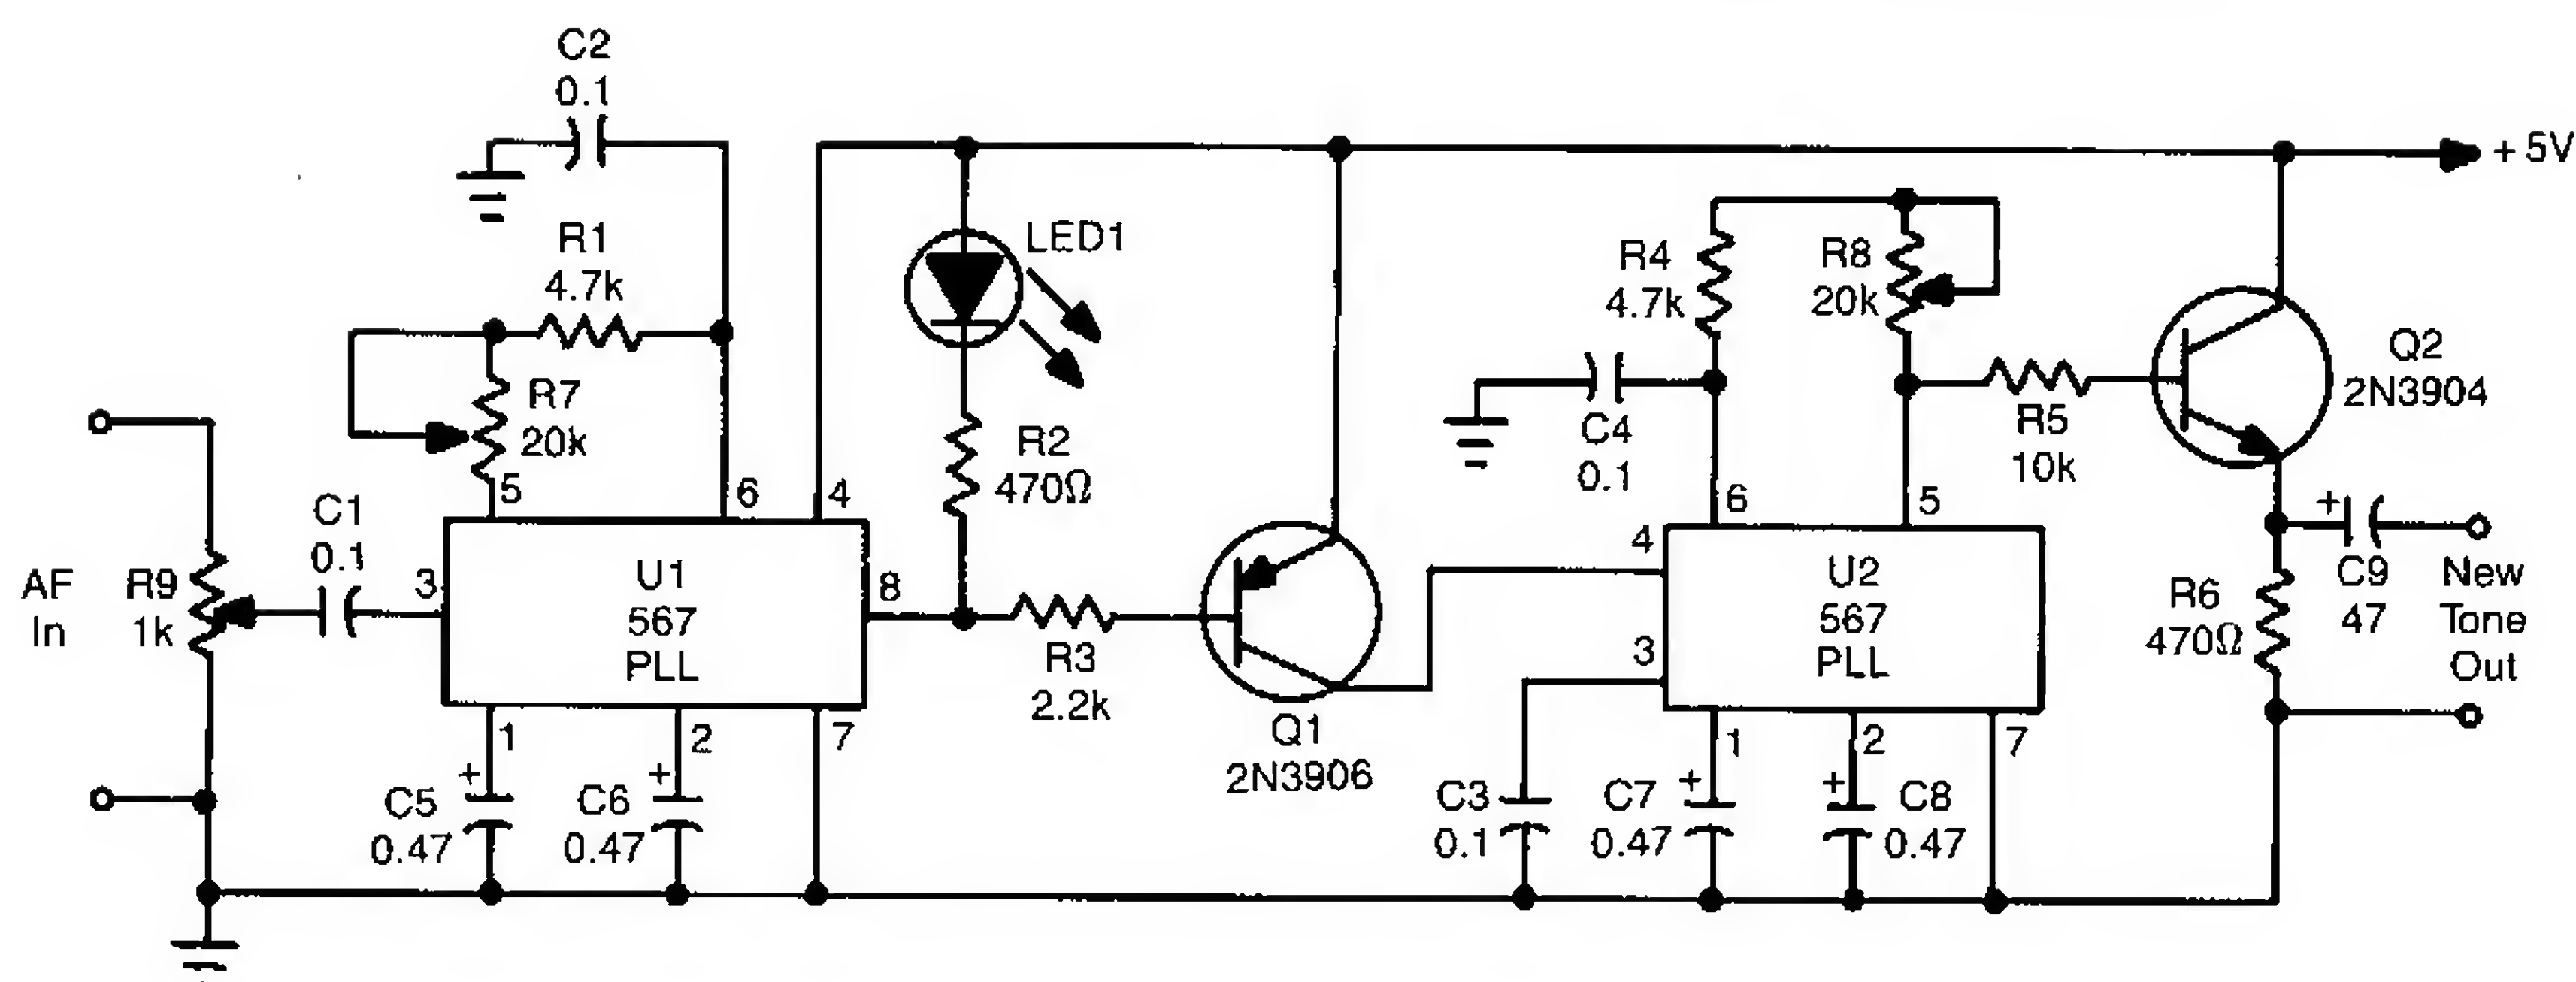 C2
0.1
+ 5V
R1
4.7k
LED1
R4
4.7k
R8
20k
Q2
2N3904
R7
20k
R2
470Ω
C4
0.1
R5
10k
5
6
4
6
5
C1
0.1
AF
In
R9
1k
3
U1
567
PLL
8
R3
2.2k
Q1
2N3906
4
3
U2
567
PLL
+
C9
47
R6
470Ω
New
Tone
Out
1
2
7
1
2
7
+
C5
0.47
+
C6
0.47
C3
0.1
+
C7
0.47
+
C8
0.47